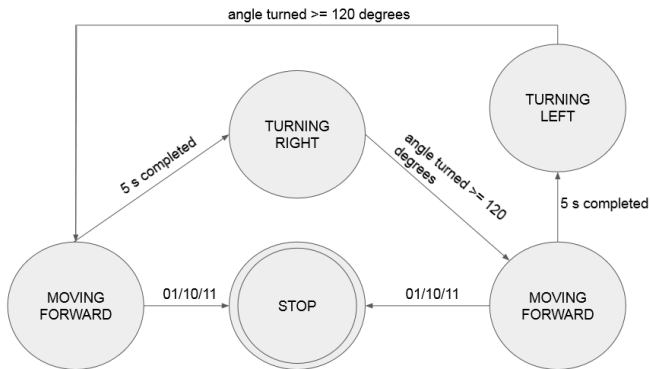 angle turned >= 120 degrees
TURNING
RIGHT
TURNING
LEFT
5 s completed
angle turned >= 120
degrees
5 s completed
MOVING
FORWARD
01/10/11
STOP
01/10/11
MOVING
FORWARD